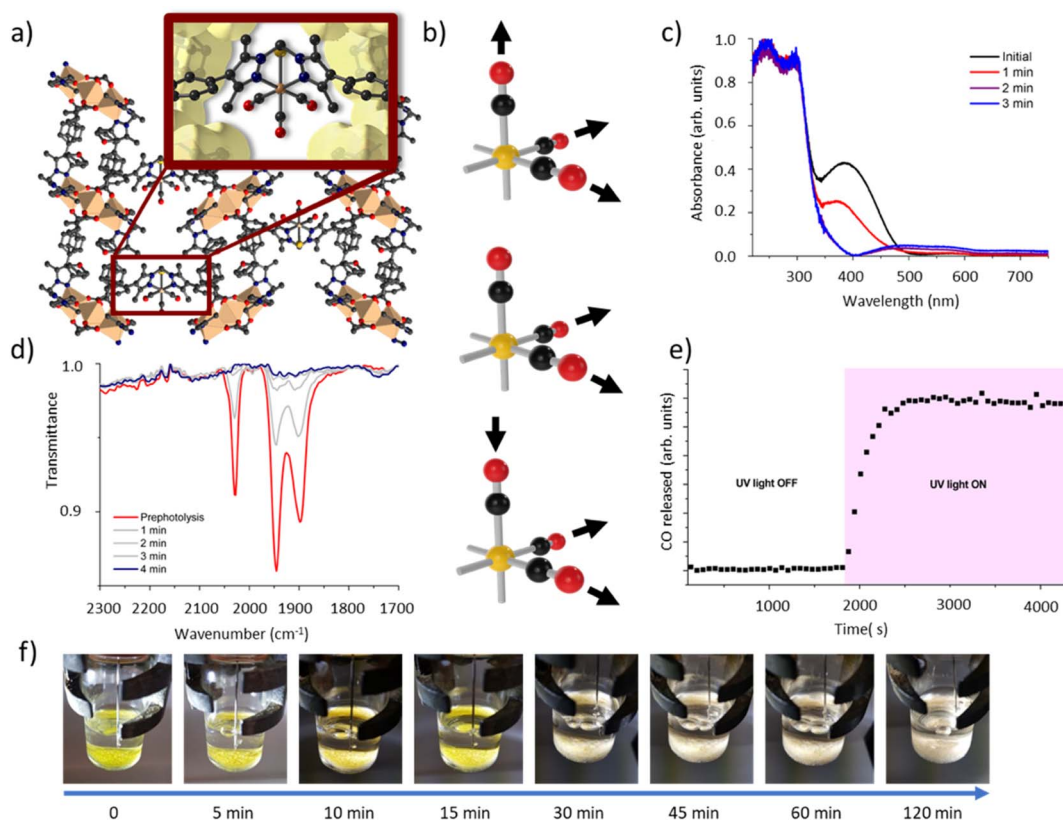 a)
b)
c)
Absorbance (arb. units)
1.0
0.8
0.6
0.4
0.2
0.0
300
400
500
600
700
Wavelength (nm)
Initial
1 min
2 min
3 min
d)
Transmittance
1.0
0.9
Prephotolysis
1 min
2 min
3 min
4 min
2300
2200
2100
2000
1900
1800
1700
Wavenumber (cm⁻¹)
e)
CO released (arb. units)
UV light OFF
UV light ON
1000
2000
3000
4000
Time( s)
f)
0
5 min
10 min
15 min
30 min
45 min
60 min
120 min